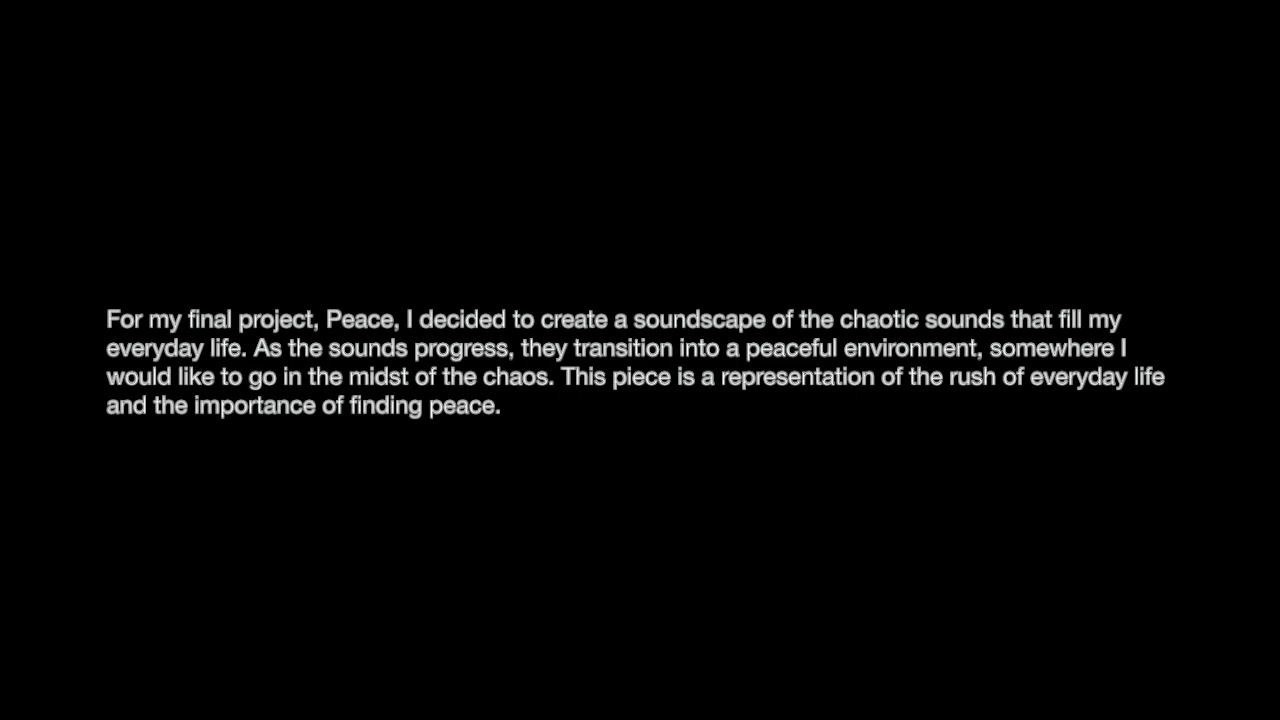 For my final project, Peace, I decided to create a soundscape of the chaotic sounds that fill my
everyday life. As the sounds progress, they transition into a peaceful environment, somewhere I
would like to go in the midst of the chaos. This piece is a representation of the rush of everyday life
and the importance of finding peace.